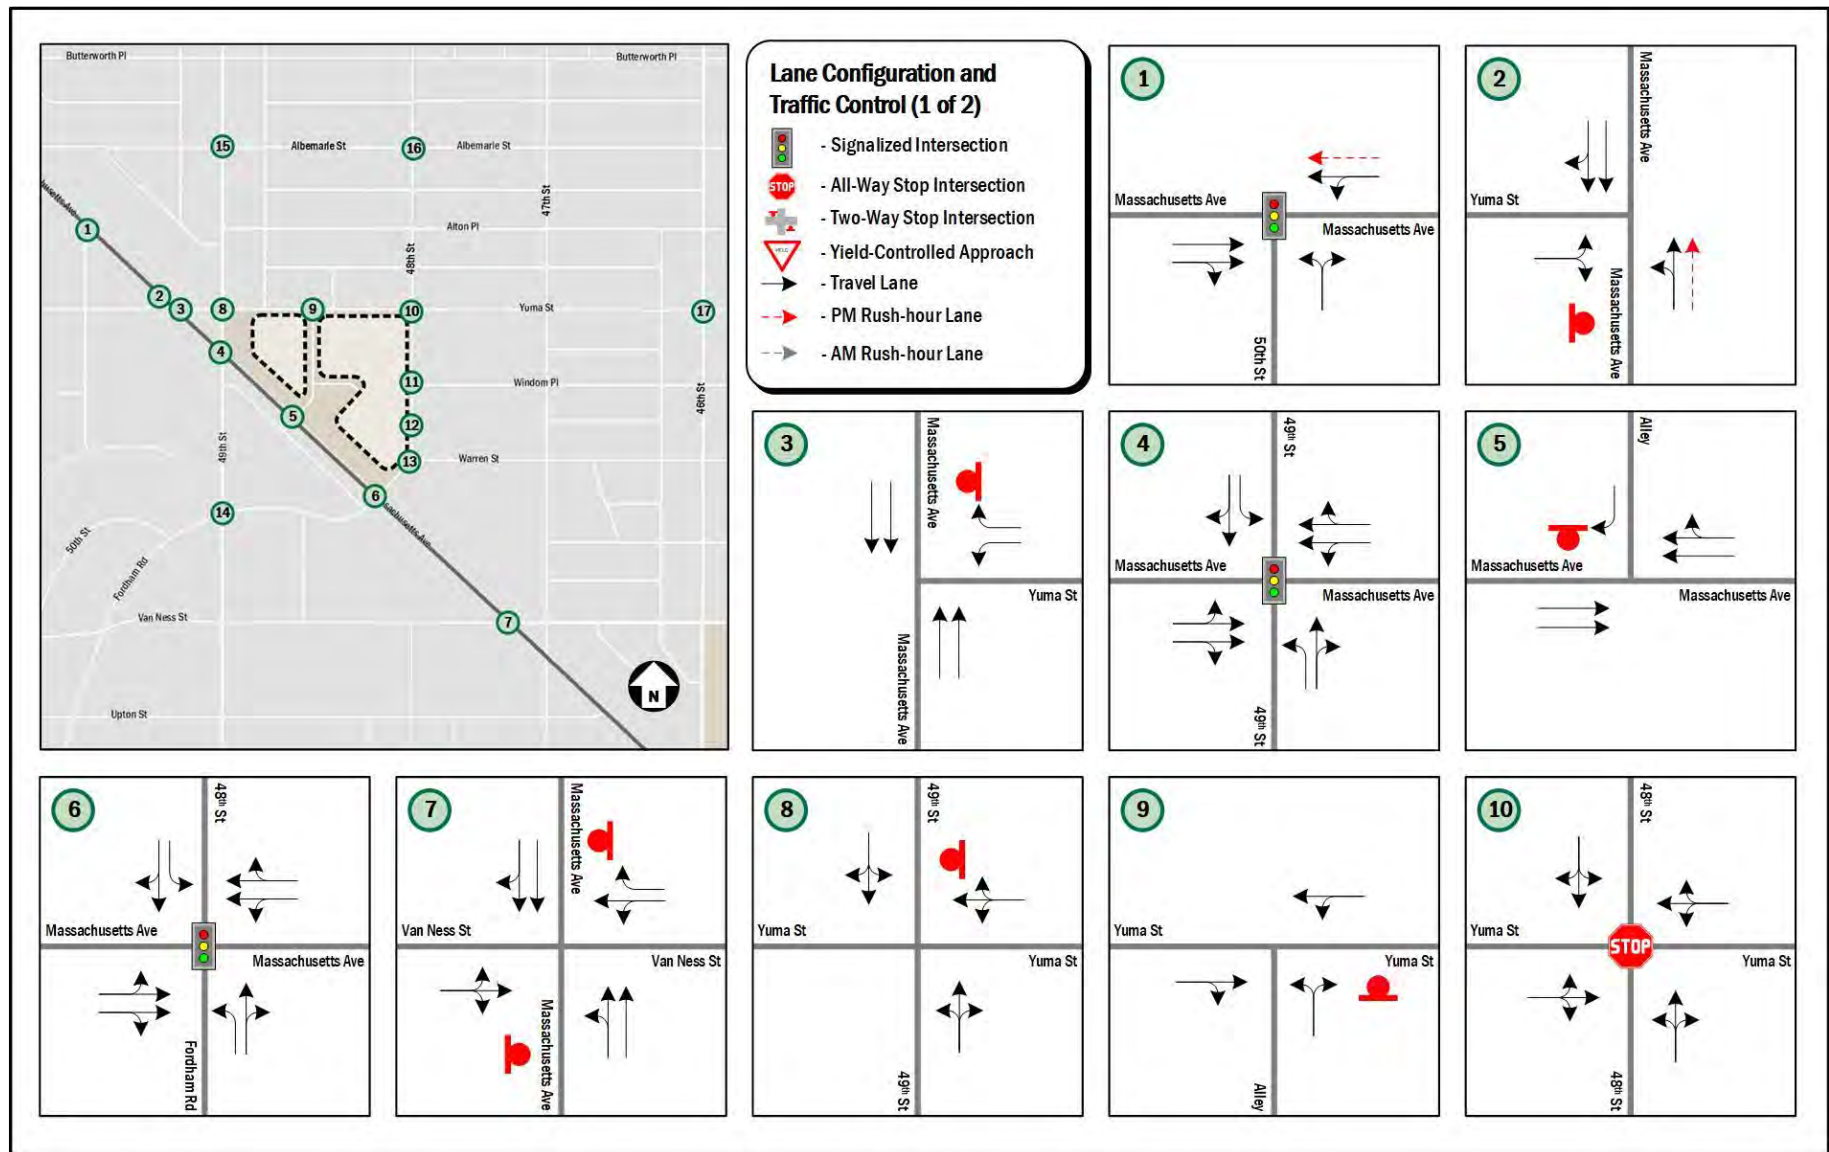 Butterworth Pl
Butterworth Pl
15
Albemarle St
16
Albemarle St
47th St
1
Alton Pl
48th St
2
3
8
9
10
Yuma St
17
4
11
Windom Pl
46th St
5
12
49th St
13
Warren St
6
14
50th St
Fordham Rd
Van Ness St
7
N
Upton St
Lane Configuration and
Traffic Control (1 of 2)
- Signalized Intersection
STOP
- All-Way Stop Intersection
- Two-Way Stop Intersection
YIELD
- Yield-Controlled Approach
- Travel Lane
- PM Rush-hour Lane
- AM Rush-hour Lane
1
Massachusetts Ave
Massachusetts Ave
50th St
2
Massachusetts Ave
Yuma St
Massachusetts Ave
3
Massachusetts Ave
Yuma St
Massachusetts Ave
4
49th St
Massachusetts Ave
Massachusetts Ave
49th St
5
Alley
Massachusetts Ave
Massachusetts Ave
6
48th St
Massachusetts Ave
Massachusetts Ave
Fordham Rd
7
Massachusetts Ave
Van Ness St
Van Ness St
Massachusetts Ave
8
49th St
Yuma St
Yuma St
49th St
9
Yuma St
Yuma St
Alley
10
48th St
Yuma St
STOP
Yuma St
48th St